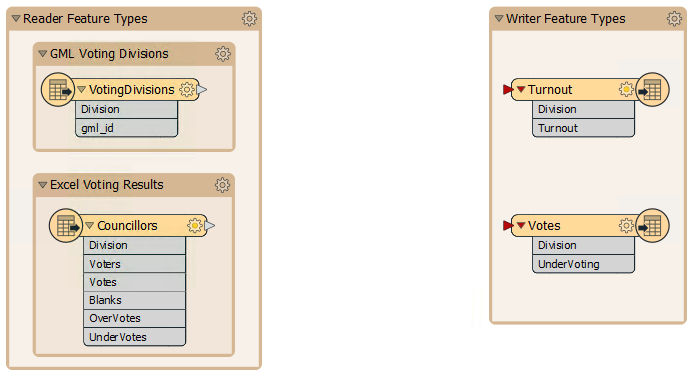 Reader Feature Types
GML Voting Divisions
VotingDivisions
Division
gml_id
Excel Voting Results
Councillors
Division
Voters
Votes
Blanks
OverVotes
UnderVotes
Writer Feature Types
Turnout
Division
Turnout
Votes
Division
UnderVoting